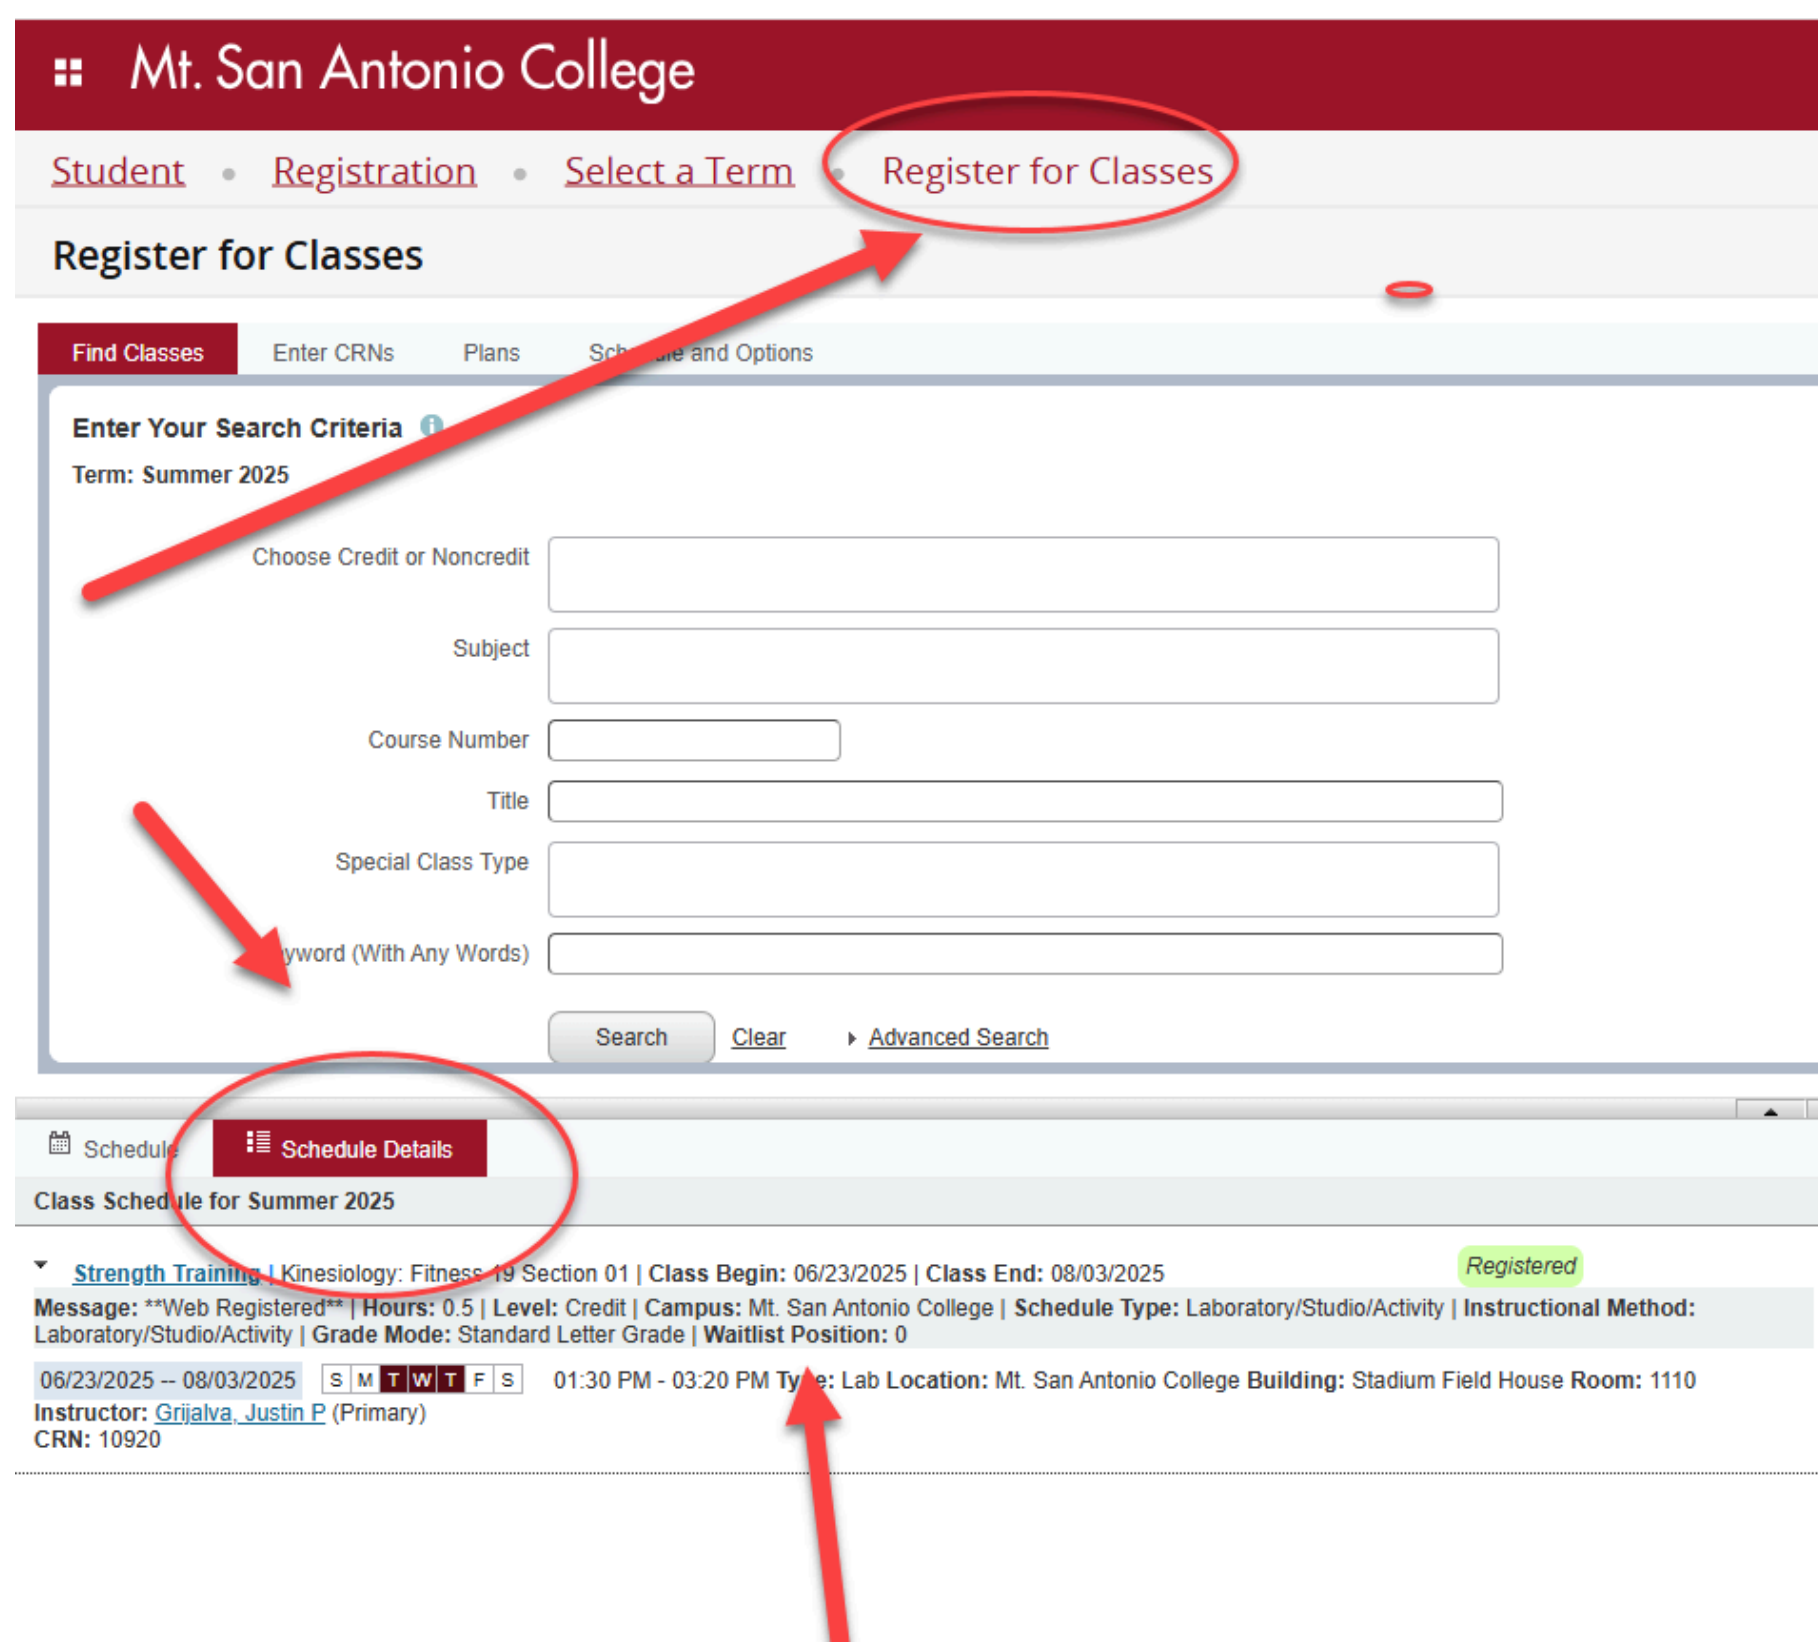 Mt. San Antonio College
Student • Registration • Select a Term • Register for Classes
Register for Classes
Find Classes Enter CRNs Plans Schedule and Options
Enter Your Search Criteria
Term: Summer 2025
Choose Credit or Noncredit
Subject
Course Number
Title
Special Class Type
yword (With Any Words)
Search Clear Advanced Search
Schedule Schedule Details
Class Schedule for Summer 2025
Strength Training | Kinesiology: Fitness 19 Section 01 | Class Begin: 06/23/2025 | Class End: 08/03/2025 Registered
Message: **Web Registered** | Hours: 0.5 | Level: Credit | Campus: Mt. San Antonio College | Schedule Type: Laboratory/Studio/Activity | Instructional Method:
Laboratory/Studio/Activity | Grade Mode: Standard Letter Grade | Waitlist Position: 0
06/23/2025 -- 08/03/2025 S M T W T F S 01:30 PM - 03:20 PM Type: Lab Location: Mt. San Antonio College Building: Stadium Field House Room: 1110
Instructor: Grijalva, Justin P (Primary)
CRN: 10920